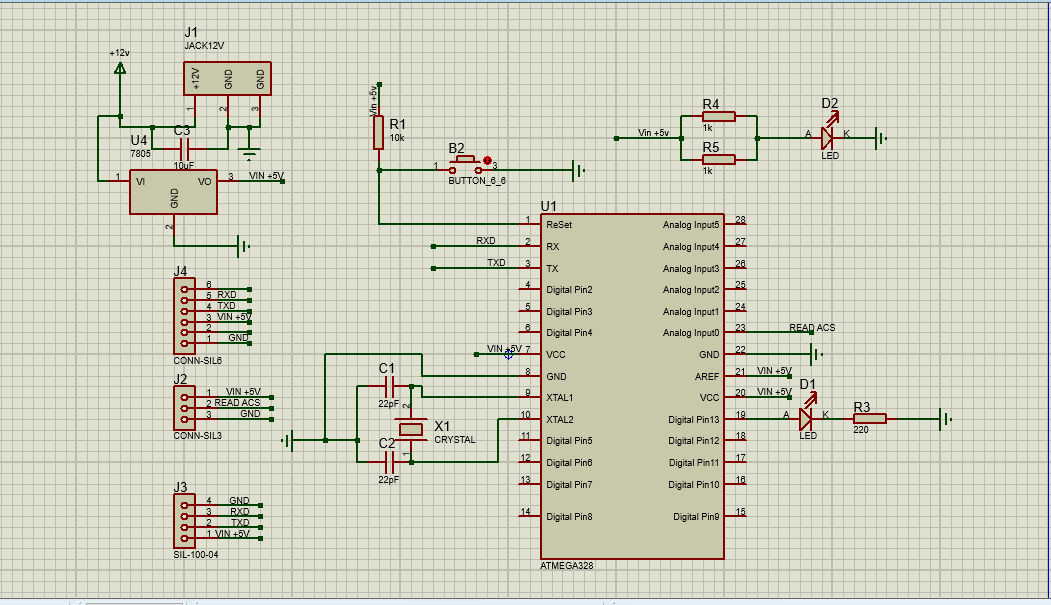 J1
JACK12V
+12v
+12V
GND
GND
1
2
3
C3
10uF
U4
7805
1
VI
VO
3
VIN +5V
GND
2
Vin +5v
R1
10k
B2
1
3
BUTTON_6_6
R4
1k
Vin +5v
R5
1k
D2
A
K
LED
U1
1
ReSet
RXD
2
RX
TXD
3
TX
4
Digital Pin2
5
Digital Pin3
6
Digital Pin4
VIN +5V
7
VCC
8
GND
9
XTAL1
10
XTAL2
11
Digital Pin5
12
Digital Pin6
13
Digital Pin7
14
Digital Pin8
Analog Input5
28
Analog Input4
27
Analog Input3
26
Analog Input2
25
Analog Input1
24
Analog Input0
23
READ ACS
GND
22
AREF
21
VIN +5V
VCC
20
VIN +5V
Digital Pin13
19
Digital Pin12
18
Digital Pin11
17
Digital Pin10
16
Digital Pin9
15
ATMEGA328
D1
A
K
LED
R3
220
C1
22pF
2
X1
CRYSTAL
1
C2
22pF
J4
6
5
RXD
4
TXD
3
VIN +5V
2
1
GND
CONN-SIL6
J2
1
VIN +5V
2
READ ACS
3
GND
CONN-SIL3
J3
4
GND
3
RXD
2
TXD
1
VIN +5V
SIL-100-04